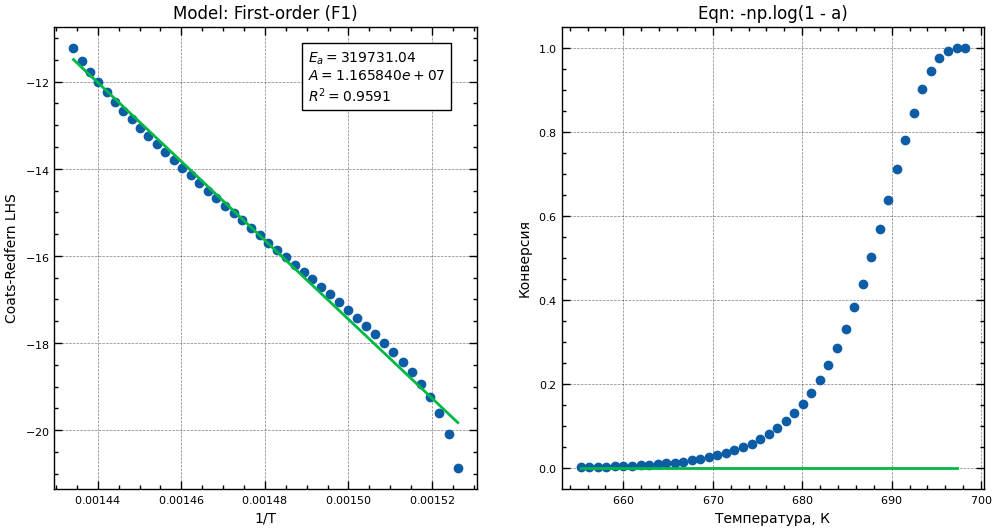 Model: First-order (F1)
Eqn: -np.log(1 - a)
Coats-Redfern LHS
−12
−14
−16
−18
−20
E_a = 319731.04
A = 1.165840e + 07
R^2 = 0.9591
0.00144 0.00146 0.00148 0.00150 0.00152
1/T
Конверсия
1.0
0.8
0.6
0.4
0.2
0.0
660 670 680 690 700
Температура, К